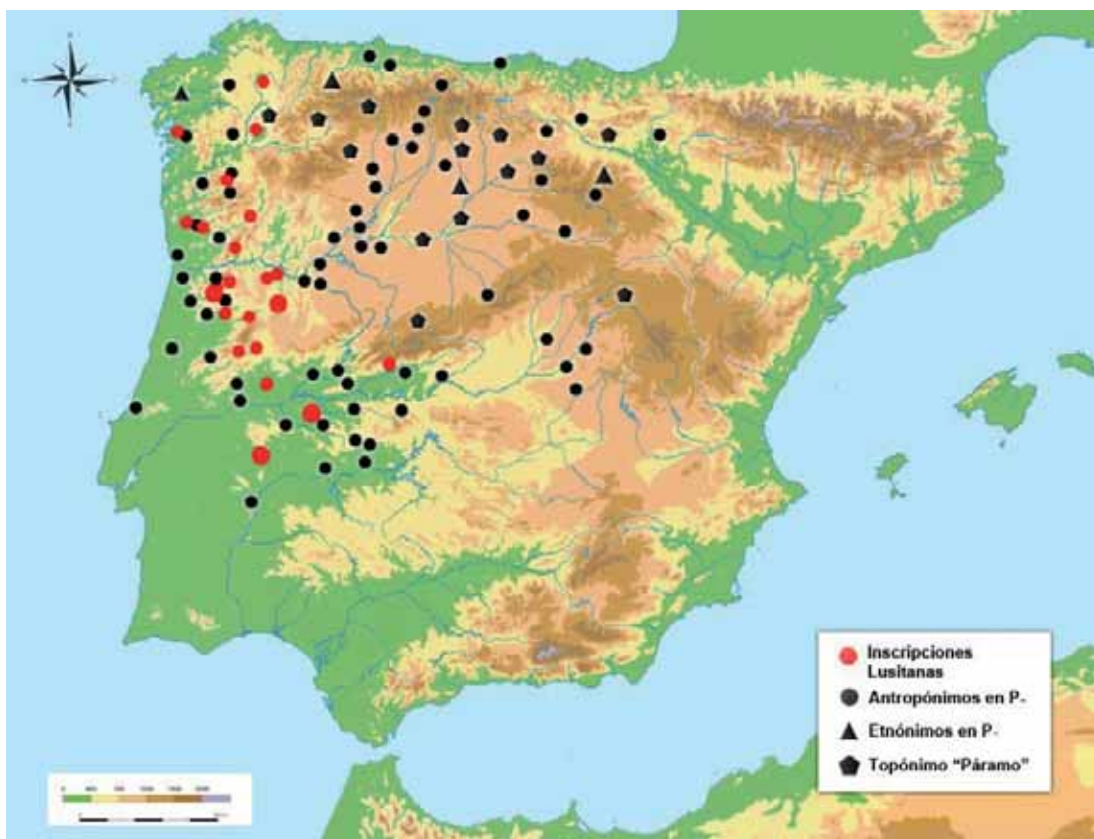 Inscripciones
Lusitanas
Antropónimos en P-
Etnónimos en P-
Topónimo "Páramo"